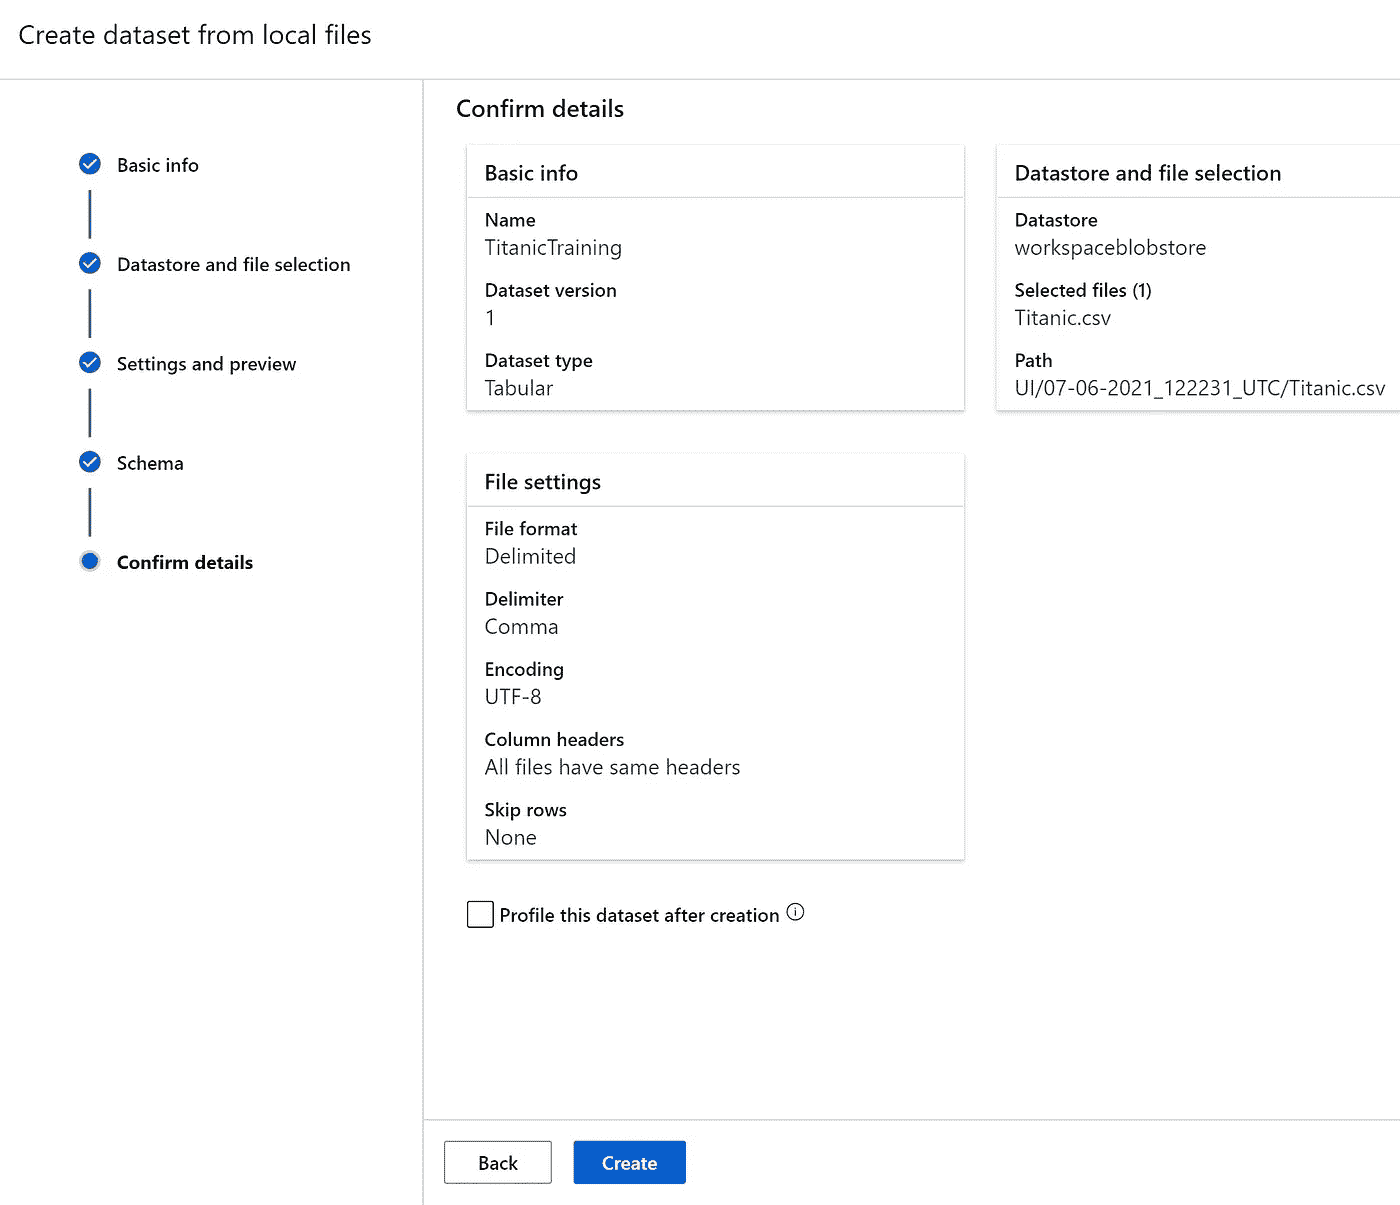 Create dataset from local files
Basic info
Datastore and file selection
Settings and preview
Schema
Confirm details
Confirm details
Basic info
Name
TitanicTraining
Dataset version
1
Dataset type
Tabular
Datastore and file selection
Datastore
workspaceblobstore
Selected files (1)
Titanic.csv
Path
UI/07-06-2021_122231_UTC/Titanic.csv
File settings
File format
Delimited
Delimiter
Comma
Encoding
UTF-8
Column headers
All files have same headers
Skip rows
None
Profile this dataset after creation
Back
Create